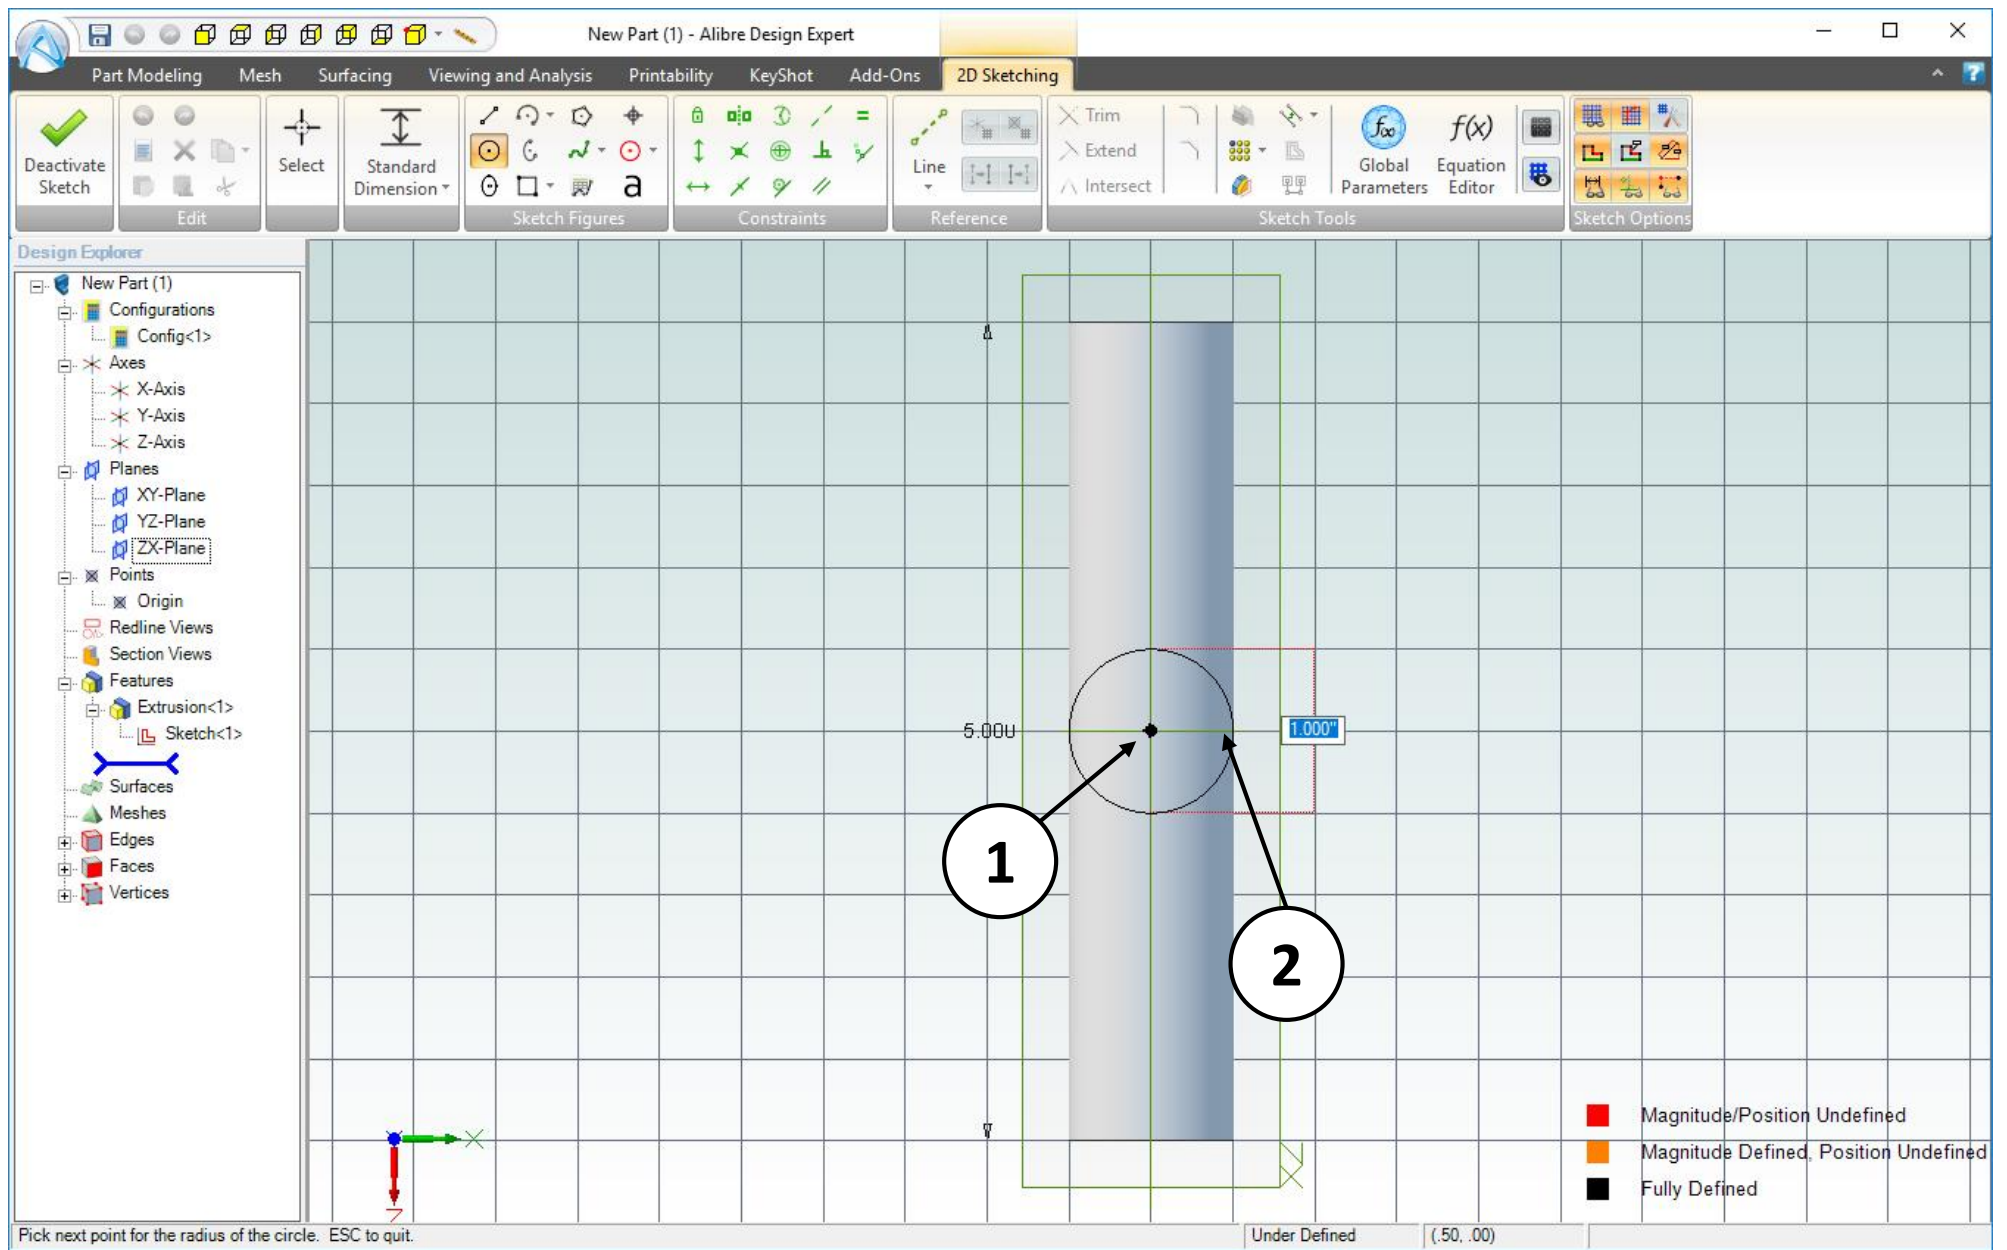 New Part (1) - Alibre Design Expert
Part Modeling Mesh Surfacing Viewing and Analysis Printability KeyShot Add-Ons 2D Sketching
Deactivate Sketch
Select
Standard Dimension
a
Line
Trim
Extend
Intersect
f∞
Global Parameters
f(x)
Equation Editor
Edit Sketch Figures Constraints Reference Sketch Tools Sketch Options
Design Explorer
New Part (1)
Configurations
Config<1>
Axes
X-Axis
Y-Axis
Z-Axis
Planes
XY-Plane
YZ-Plane
ZX-Plane
Points
Origin
Redline Views
Section Views
Features
Extrusion<1>
Sketch<1>
Surfaces
Meshes
Edges
Faces
Vertices
5.000
1.000"
1
2
X
Z
Magnitude/Position Undefined
Magnitude Defined, Position Undefined
Fully Defined
Pick next point for the radius of the circle. ESC to quit. Under Defined (.50, .00)